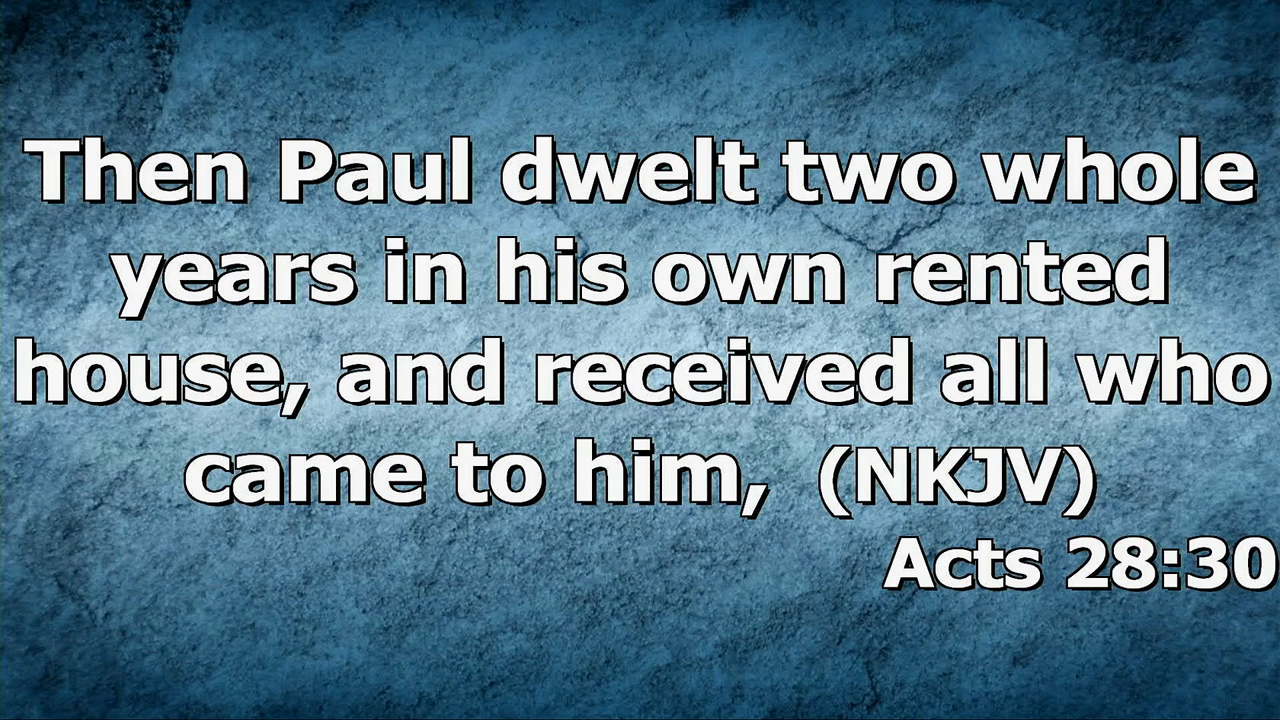 Then Paul dwelt two whole
years in his own rented
house, and received all who
came to him,  (NKJV)
Acts 28:30